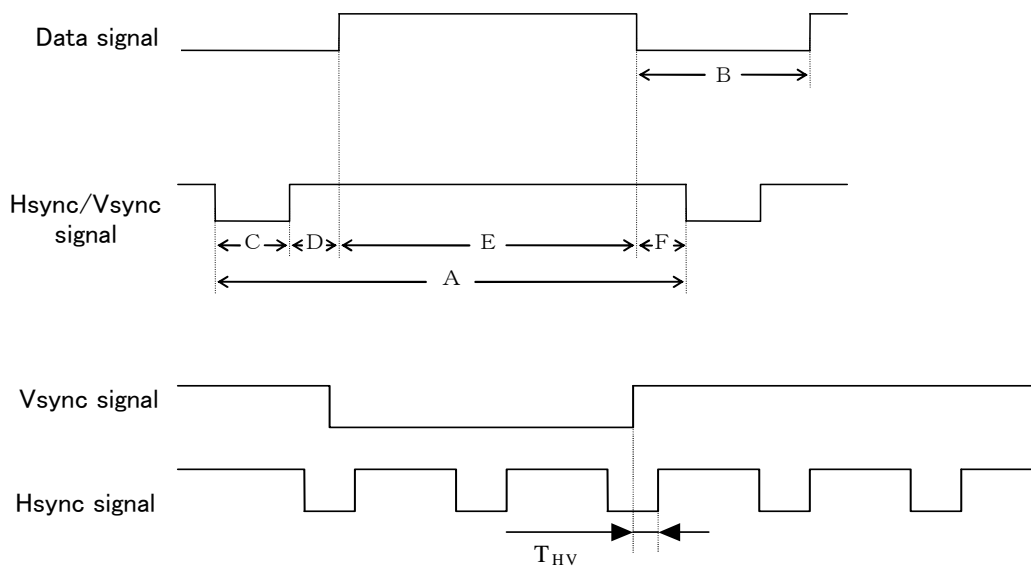 Data signal
B
Hsync/Vsync
signal
C
D
E
F
A
Vsync signal
Hsync signal
THV